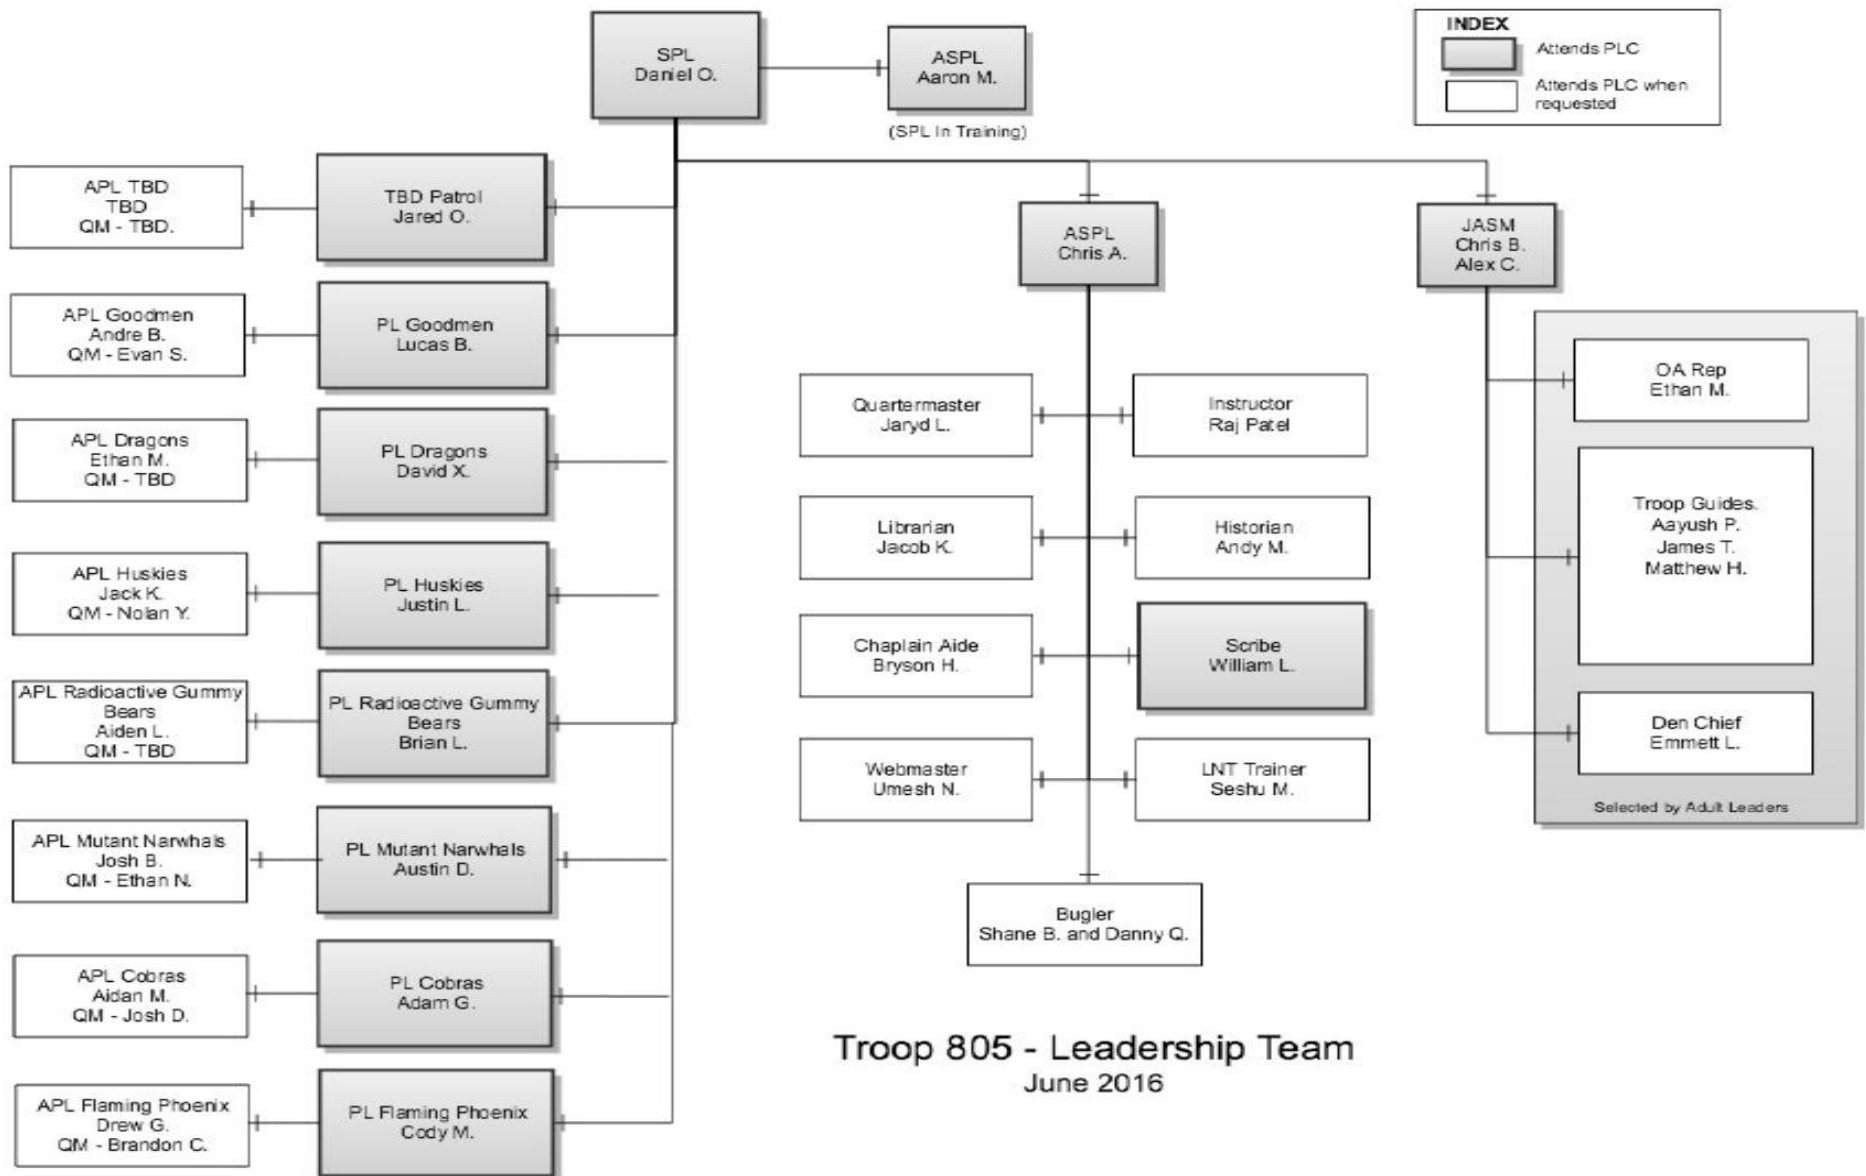 SPL
Daniel O.
ASPL
Aaron M.
(SPL In Training)
INDEX
Attends PLC
Attends PLC when
requested
APL TBD
TBD
QM - TBD.
TBD Patrol
Jared O.
ASPL
Chris A.
JASM
Chris B.
Alex C.
APL Goodmen
Andre B.
QM - Evan S.
PL Goodmen
Lucas B.
APL Dragons
Ethan M.
QM - TBD
PL Dragons
David X.
APL Huskies
Jack K.
QM - Nolan Y.
PL Huskies
Justin L.
APL Radioactive Gummy
Bears
Aiden L.
QM - TBD
PL Radioactive Gummy
Bears
Brian L.
APL Mutant Narwhals
Josh B.
QM - Ethan N.
PL Mutant Narwhals
Austin D.
APL Cobras
Aidan M.
QM - Josh D.
PL Cobras
Adam G.
APL Flaming Phoenix
Drew G.
QM - Brandon C.
PL Flaming Phoenix
Cody M.
Quartermaster
Jaryd L.
Instructor
Raj Patel
Librarian
Jacob K.
Historian
Andy M.
Chaplain Aide
Bryson H.
Scribe
William L.
Webmaster
Umesh N.
LNT Trainer
Seshu M.
Bugler
Shane B. and Danny Q.
OA Rep
Ethan M.
Troop Guides.
Aayush P.
James T.
Matthew H.
Den Chief
Emmett L.
Selected by Adult Leaders
Troop 805 - Leadership Team
June 2016